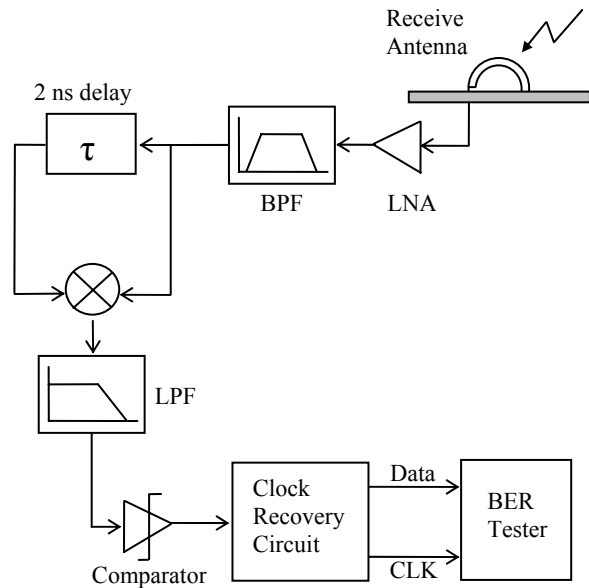 Receive
Antenna
2 ns delay
τ
BPF
LNA
LPF
Clock
Recovery
Circuit
Data
CLK
BER
Tester
Comparator